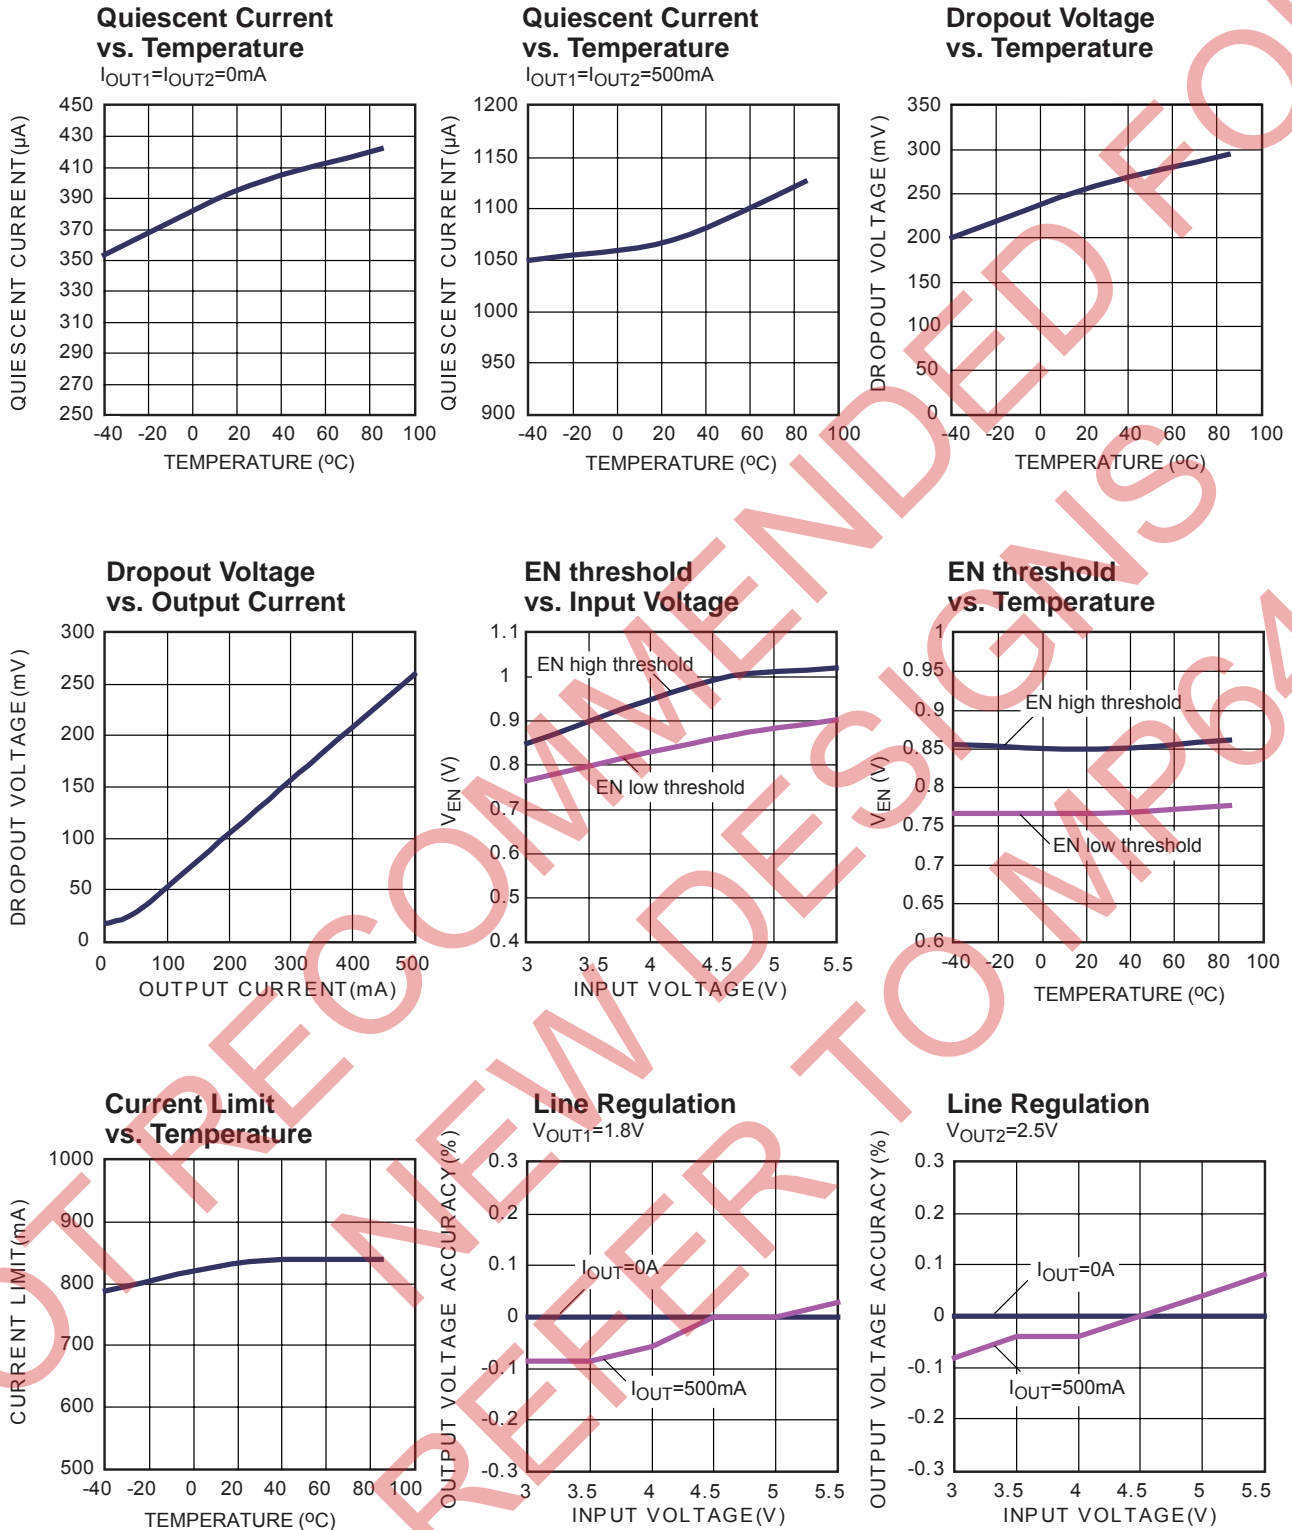 Quiescent Current
vs. Temperature
IOUT1=IOUT2=0mA
QUIESCENT CURRENT(µA)
450
430
410
390
370
350
330
310
290
270
250
-40 -20 0 20 40 60 80 100
TEMPERATURE (ºC)
Quiescent Current
vs. Temperature
IOUT1=IOUT2=500mA
QUIESCENT CURRENT(µA)
1200
1150
1100
1050
1000
950
900
-40 -20 0 20 40 60 80 100
TEMPERATURE (ºC)
Dropout Voltage
vs. Temperature
DROPOUT VOLTAGE(mV)
350
300
250
200
150
100
50
0
-40 -20 0 20 40 60 80 100
TEMPERATURE (ºC)
Dropout Voltage
vs. Output Current
DROPOUT VOLTAGE(mV)
300
250
200
150
100
50
0
0 100 200 300 400 500
OUTPUT CURRENT(mA)
EN threshold
vs. Input Voltage
VEN (V)
1.1
1
0.9
0.8
0.7
0.6
0.5
0.4
EN high threshold
EN low threshold
3 3.5 4 4.5 5 5.5
INPUT VOLTAGE(V)
EN threshold
vs. Temperature
VEN (V)
1
0.95
0.9
0.85
0.8
0.75
0.7
0.65
0.6
EN high threshold
EN low threshold
-40 -20 0 20 40 60 80 100
TEMPERATURE (ºC)
Current Limit
vs. Temperature
CURRENT LIMIT(mA)
1000
900
800
700
600
500
-40 -20 0 20 40 60 80 100
TEMPERATURE (ºC)
Line Regulation
VOUT1=1.8V
OUTPUT VOLTAGE ACCURACY(%)
0.3
0.2
0.1
0
-0.1
-0.2
-0.3
IOUT=0A
IOUT=500mA
3 3.5 4 4.5 5 5.5
INPUT VOLTAGE(V)
Line Regulation
VOUT2=2.5V
OUTPUT VOLTAGE ACCURACY(%)
0.3
0.2
0.1
0
-0.1
-0.2
-0.3
IOUT=0A
IOUT=500mA
3 3.5 4 4.5 5 5.5
INPUT VOLTAGE(V)
OT RECOMMENDED FO
NEW DESIGNS
REFER TO MP64